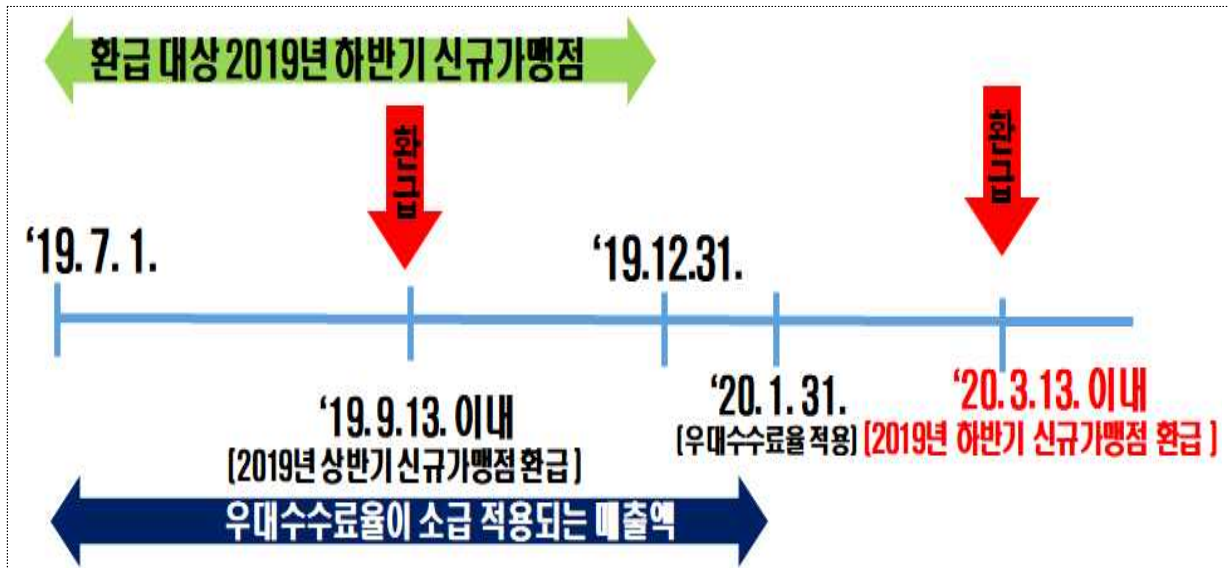 환급 대상 2019년 하반기 신규가맹점
환급
환급
‘19. 7. 1.
‘19.12.31.
‘19. 9.13. 이내
[2019년 상반기 신규가맹점 환급]
‘20. 1. 31.
(우대수수료율 적용)
‘20. 3.13. 이내
[2019년 하반기 신규가맹점 환급]
우대수수료율이 소급 적용되는 매출액